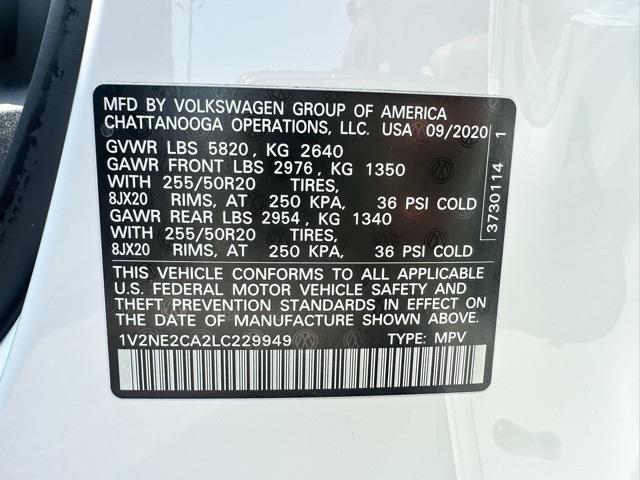 MFD BY VOLKSWAGEN GROUP OF AMERICA
CHATTANOOGA OPERATIONS, LLC. USA 09/2020
GVWR LBS 5820, KG 2640
GAWR FRONT LBS 2976, KG 1350
WITH 255/50R20 TIRES,
8JX20 RIMS, AT 250 KPA, 36 PSI COLD
GAWR REAR LBS 2954, KG 1340
WITH 255/50R20 TIRES,
8JX20 RIMS, AT 250 KPA, 36 PSI COLD
THIS VEHICLE CONFORMS TO ALL APPLICABLE
U.S. FEDERAL MOTOR VEHICLE SAFETY AND
THEFT PREVENTION STANDARDS IN EFFECT ON
THE DATE OF MANUFACTURE SHOWN ABOVE.
1V2NE2CA2LC229949 TYPE: MPV
3730114 1